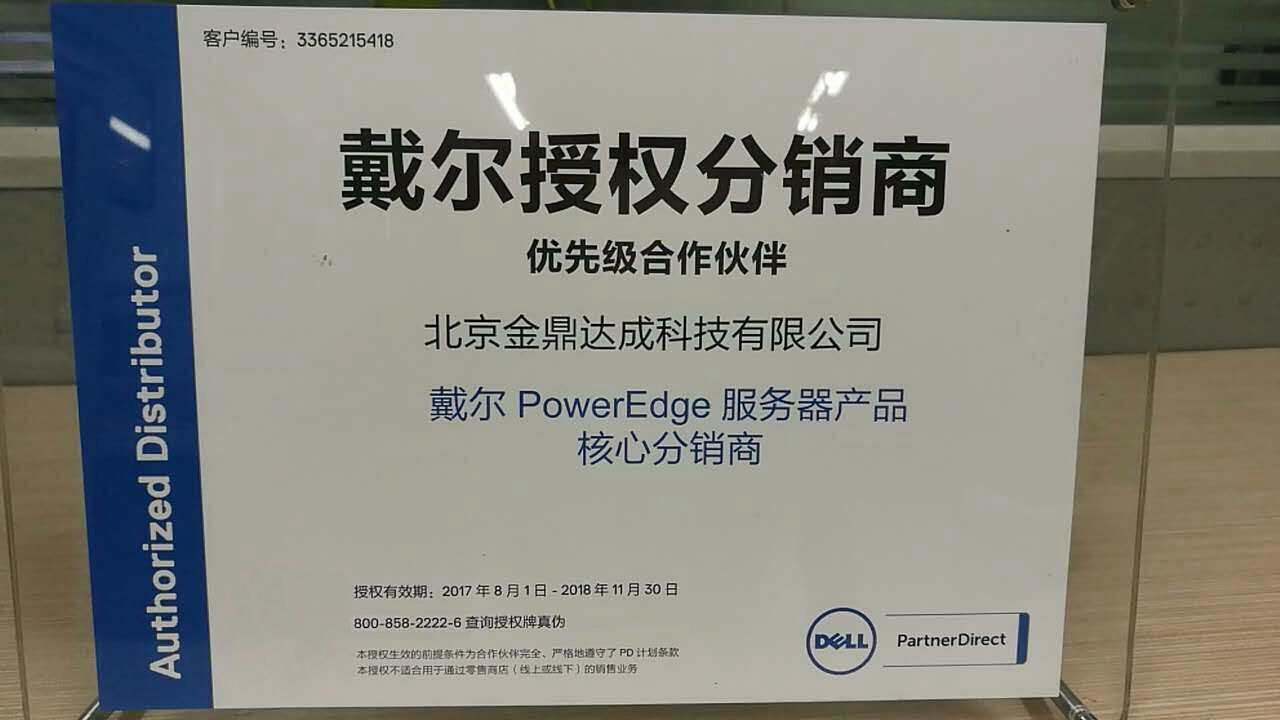 客户编号：3365215418
戴尔授权分销商
优先级合作伙伴
北京金鼎达成科技有限公司
戴尔 PowerEdge 服务器产品
核心分销商
授权有效期：2017 年 8 月 1 日 - 2018 年 11 月 30 日
800-858-2222-6 查询授权牌真伪
本授权生效的前提条件为合作伙伴完全、严格地遵守了 PD 计划条款
本授权不适合用于通过零售商店（线上或线下）的销售业务
Authorized Distributor
DELL
PartnerDirect